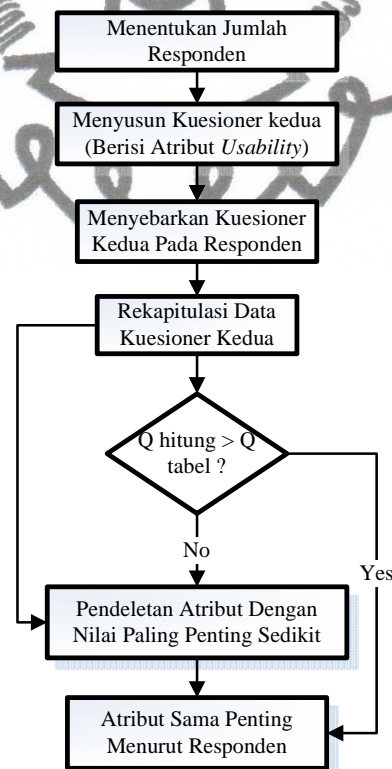 Menentukan Jumlah
Responden
Menyusun Kuesioner kedua
(Berisi Atribut Usability)
Menyebarkan Kuesioner
Kedua Pada Responden
Rekapitulasi Data
Kuesioner Kedua
Q hitung > Q
tabel ?
No
Yes
Pendeletan Atribut Dengan
Nilai Paling Penting Sedikit
Atribut Sama Penting
Menurut Responden